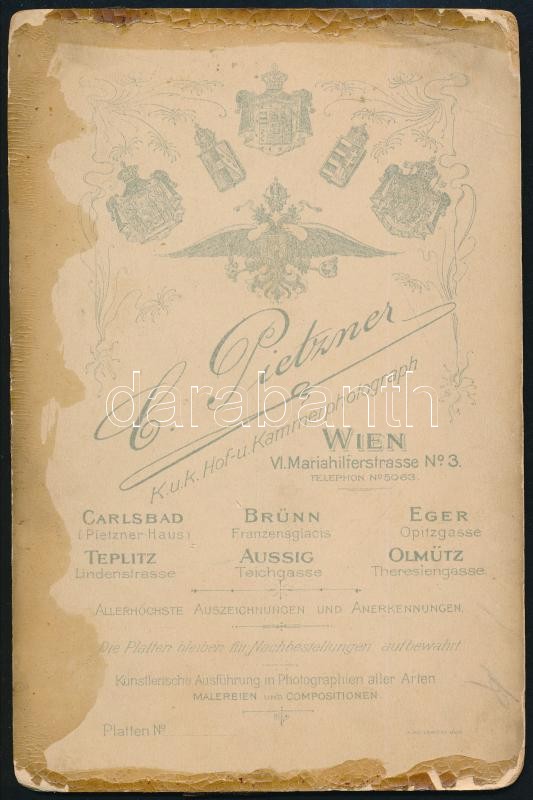 C. Pietzner
K.u.k. Hof-u. Kammerphotograph
darabanth
WIEN
VI. Mariahilferstrasse No 3.
TELEPHON No 5063.
CARLSBAD BRÜNN EGER
(Pietzner-Haus) Franzensglacis Opitzgasse
TEPLITZ AUSSIG OLMÜTZ
Lindenstrasse Teichgasse Theresiengasse.
ALLERHÖCHSTE AUSZEICHNUNGEN UND ANERKENNUNGEN.
Die Platten bleiben für Nachbestellungen aufbewahrt.
Künstlerische Ausführung in Photographien aller Arten
MALEREIEN UND COMPOSITIONEN.
Platten No